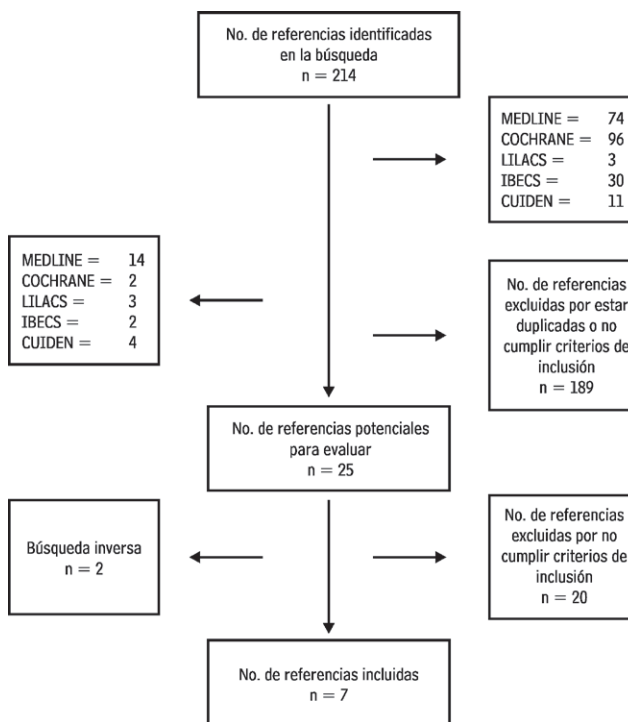 No. de referencias identificadas
en la búsqueda
n = 214
MEDLINE = 74
COCHRANE = 96
LILACS = 3
IBECS = 30
CUIDEN = 11
MEDLINE = 14
COCHRANE = 2
LILACS = 3
IBECS = 2
CUIDEN = 4
No. de referencias
excluidas por estar
duplicadas o no
cumplir criterios de
inclusión
n = 189
No. de referencias potenciales
para evaluar
n = 25
Búsqueda inversa
n = 2
No. de referencias
excluidas por no
cumplir criterios de
inclusión
n = 20
No. de referencias incluidas
n = 7